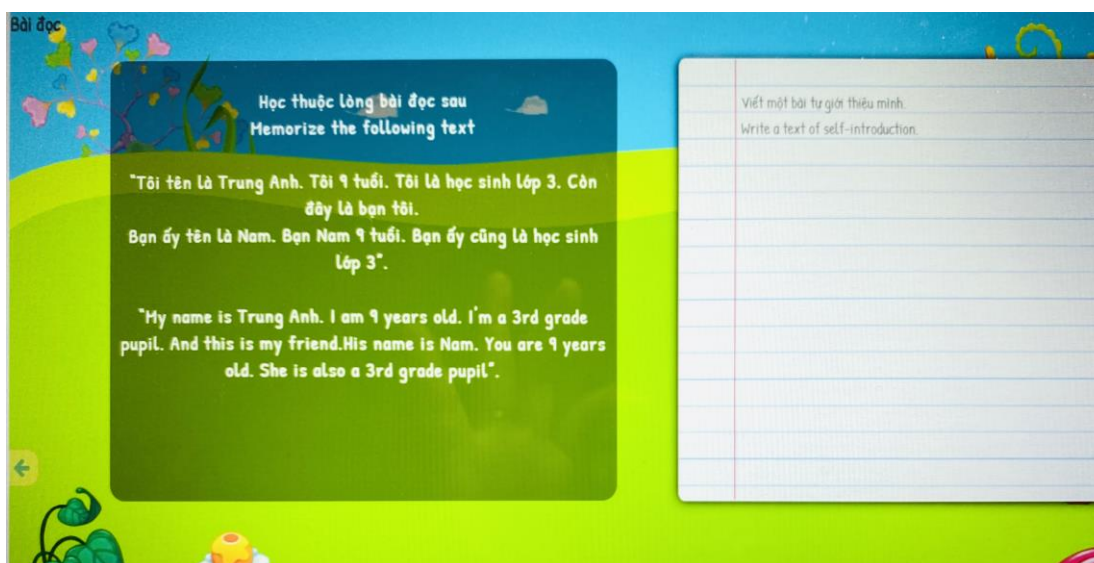 Bài đọc
Học thuộc lòng bài đọc sau
Memorize the following text
"Tôi tên là Trung Anh. Tôi 9 tuổi. Tôi là học sinh lớp 3. Còn
đây là bạn tôi.
Bạn ấy tên là Nam. Bạn Nam 9 tuổi. Bạn ấy cũng là học sinh
lớp 3".
"My name is Trung Anh. I am 9 years old. I'm a 3rd grade
pupil. And this is my friend.His name is Nam. You are 9 years
old. She is also a 3rd grade pupil".
Viết một bài tự giới thiệu mình.
Write a text of self-introduction.